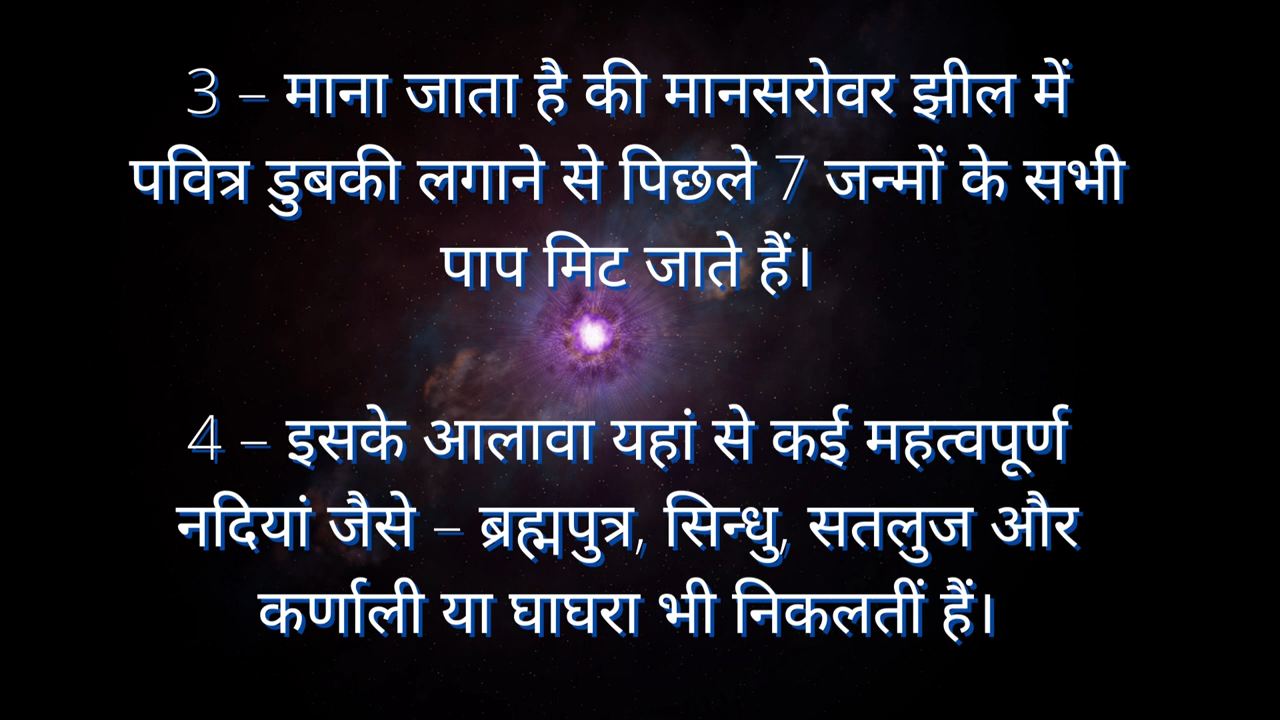 3 – माना जाता है की मानसरोवर झील में
पवित्र डुबकी लगाने से पिछले 7 जन्मों के सभी
पाप मिट जाते हैं।
4 – इसके आलावा यहां से कई महत्वपूर्ण
नदियां जैसे – ब्रह्मपुत्र, सिन्धु, सतलुज और
कर्णाली या घाघरा भी निकलतीं हैं।